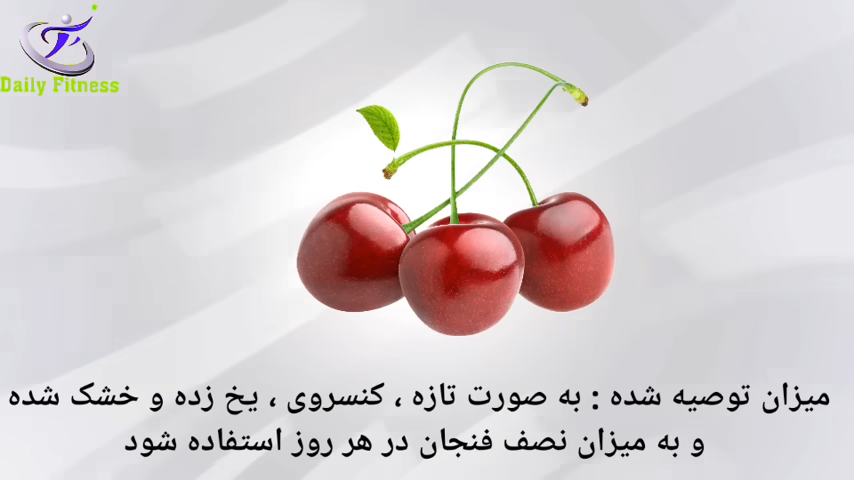 Daily Fitness
میزان توصیه شده : به صورت تازه ، کنسروی ، یخ زده و خشک شده
و به میزان نصف فنجان در هر روز استفاده شود